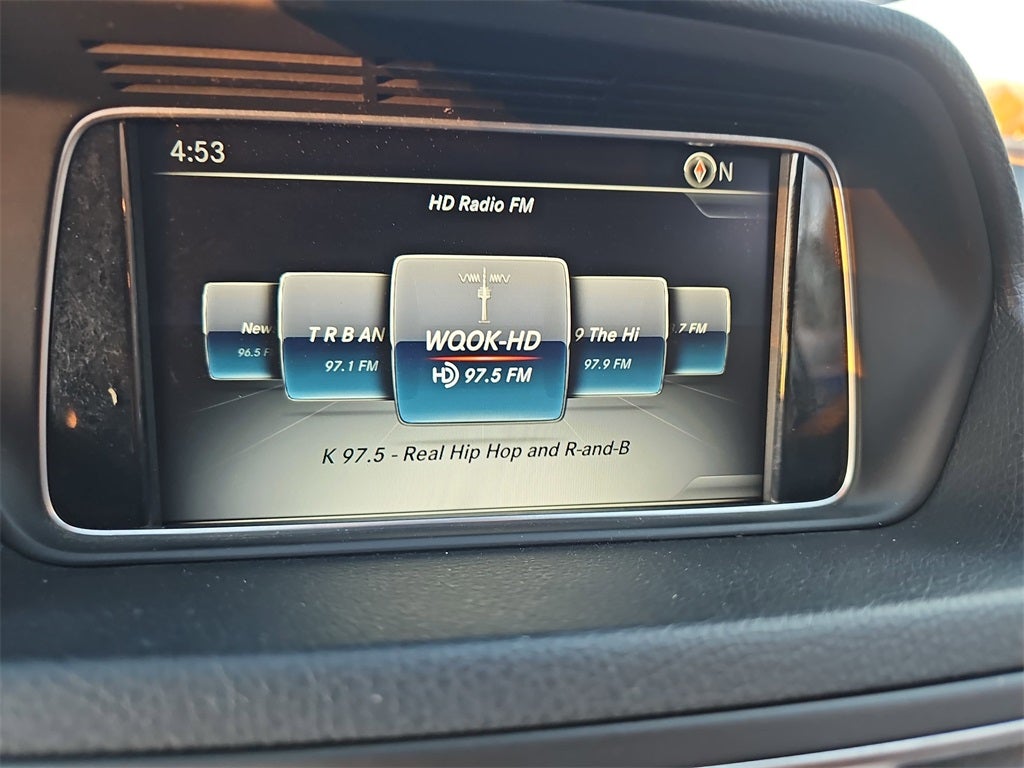 4:53
N
HD Radio FM
New
T R B AN
WQOK-HD
9 The Hi
.7 FM
96.5 F
97.1 FM
HD 97.5 FM
97.9 FM
K 97.5 - Real Hip Hop and R-and-B